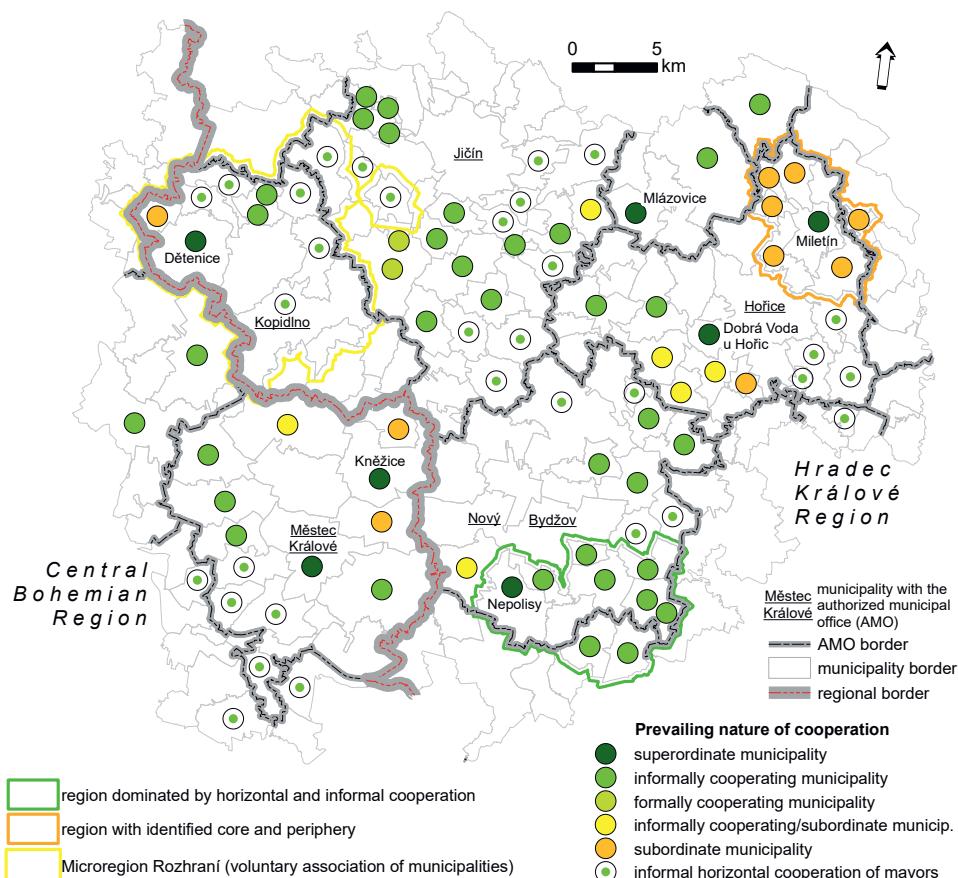 0 5
km
Jičín
Mlázovice
Miletín
Dětenice
Kopidlno
Hořice
Dobrá Voda
u Hořic
Kněžice
Hradec
Králové
Region
Nový Bydžov
Městec
Králové
Central
Bohemian
Region
Nepolisy
Městec
Králové
municipality with the
authorized municipal
office (AMO)
AMO border
municipality border
regional border
Prevailing nature of cooperation
superordinate municipality
informally cooperating municipality
formally cooperating municipality
informally cooperating/subordinate municip.
subordinate municipality
informal horizontal cooperation of mayors
region dominated by horizontal and informal cooperation
region with identified core and periphery
Microregion Rozhraní (voluntary association of municipalities)